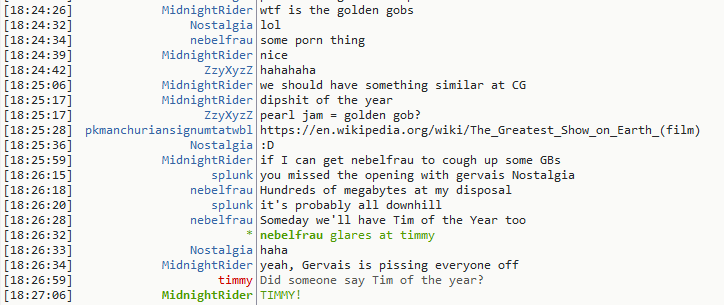 [18:24:26] MidnightRider wtf is the golden gobs
[18:24:32] Nostalgia lol
[18:24:34] nebelfrau some porn thing
[18:24:39] MidnightRider nice
[18:24:42] ZzyXyzZ hahahaha
[18:25:06] MidnightRider we should have something similar at CG
[18:25:17] MidnightRider dipshit of the year
[18:25:17] ZzyXyzZ pearl jam = golden gob?
[18:25:28] pkmanchuriansignumtatwbl https://en.wikipedia.org/wiki/The_Greatest_Show_on_Earth_(film)
[18:25:36] Nostalgia :D
[18:25:59] MidnightRider if I can get nebelfrau to cough up some GBs
[18:26:15] splunk you missed the opening with gervais Nostalgia
[18:26:18] nebelfrau Hundreds of megabytes at my disposal
[18:26:20] splunk it's probably all downhill
[18:26:28] nebelfrau Someday we'll have Tim of the Year too
[18:26:32] * nebelfrau glares at timmy
[18:26:33] Nostalgia haha
[18:26:34] MidnightRider yeah, Gervais is pissing everyone off
[18:26:59] timmy Did someone say Tim of the year?
[18:27:06] MidnightRider TIMMY!